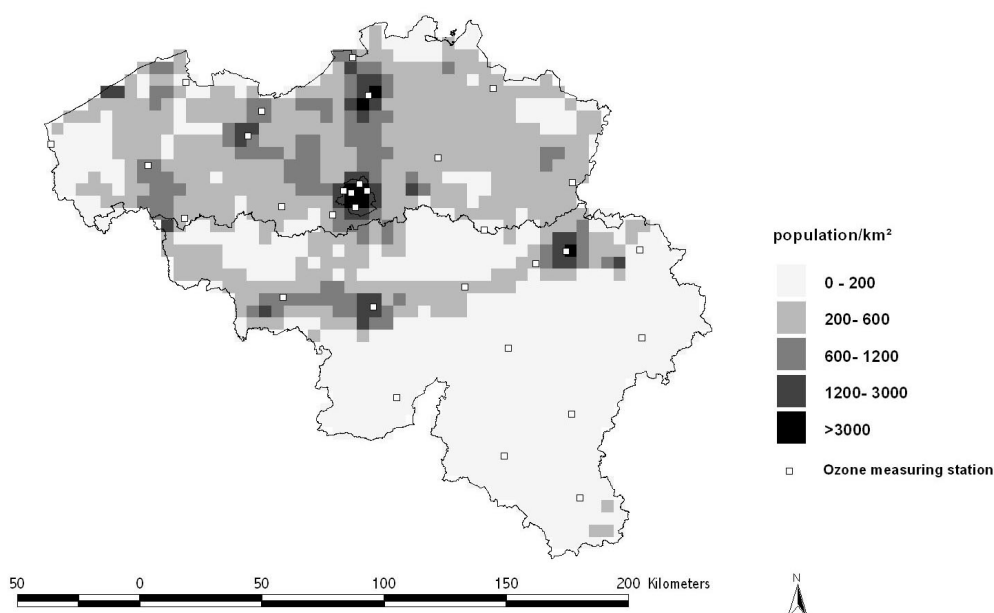 population/km²
0 - 200
200- 600
600- 1200
1200- 3000
>3000
Ozone measuring station
50 0 50 100 150 200 Kilometers
N